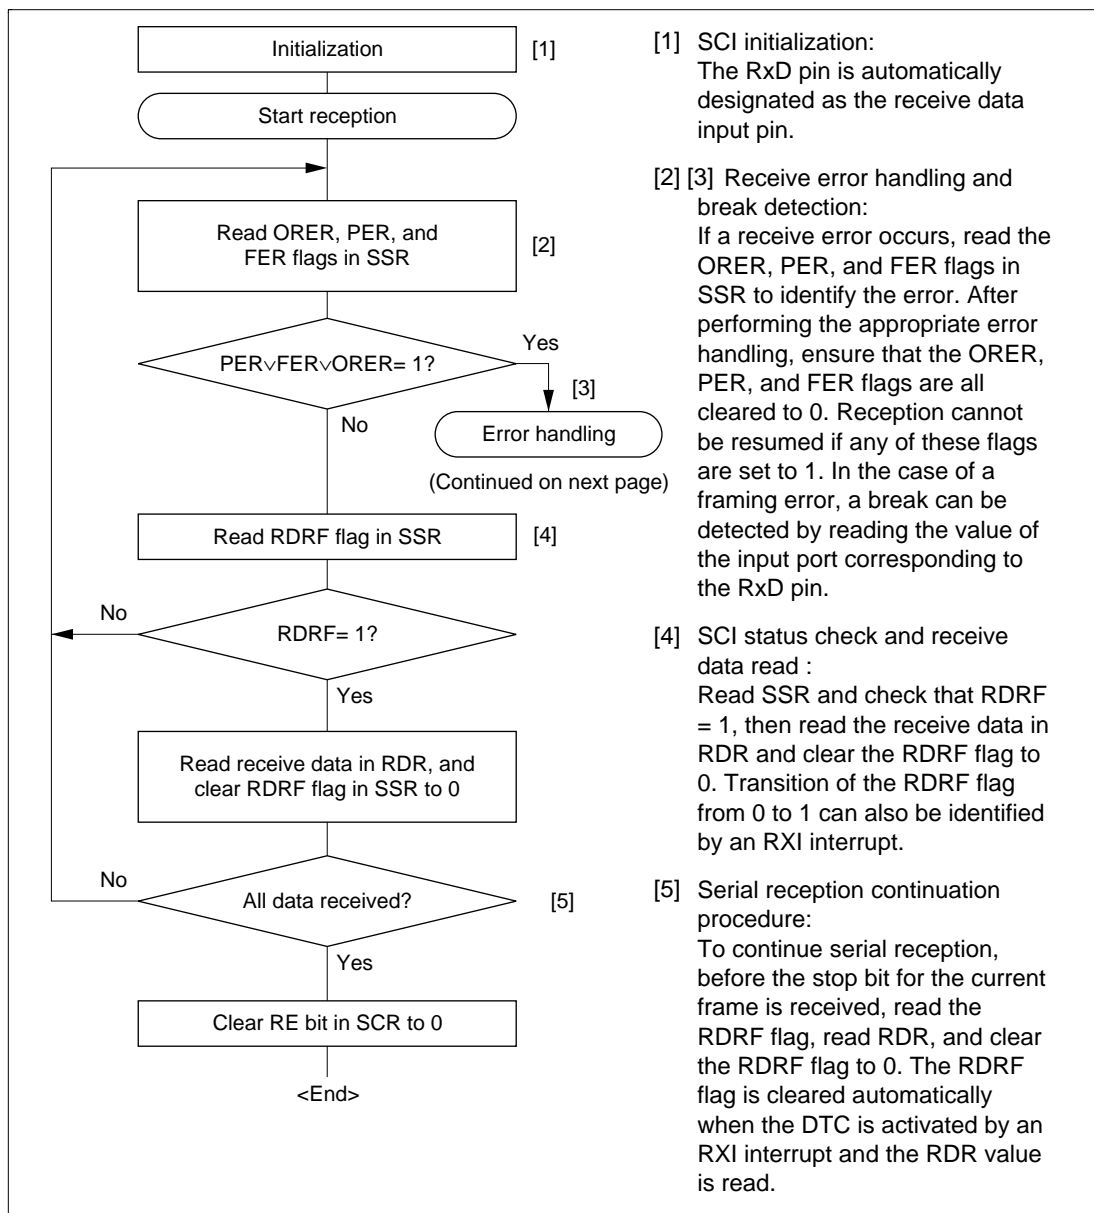 Initialization
[1]
Start reception
Read ORER, PER, and
FER flags in SSR
[2]
PER∨FER∨ORER= 1?
Yes
[3]
No
Error handling
(Continued on next page)
Read RDRF flag in SSR
[4]
No
RDRF= 1?
Yes
Read receive data in RDR, and
clear RDRF flag in SSR to 0
No
All data received?
[5]
Yes
Clear RE bit in SCR to 0
<End>
[1] SCI initialization:
The RxD pin is automatically
designated as the receive data
input pin.
[2] [3] Receive error handling and
break detection:
If a receive error occurs, read the
ORER, PER, and FER flags in
SSR to identify the error. After
performing the appropriate error
handling, ensure that the ORER,
PER, and FER flags are all
cleared to 0. Reception cannot
be resumed if any of these flags
are set to 1. In the case of a
framing error, a break can be
detected by reading the value of
the input port corresponding to
the RxD pin.
[4] SCI status check and receive
data read :
Read SSR and check that RDRF
= 1, then read the receive data in
RDR and clear the RDRF flag to
0. Transition of the RDRF flag
from 0 to 1 can also be identified
by an RXI interrupt.
[5] Serial reception continuation
procedure:
To continue serial reception,
before the stop bit for the current
frame is received, read the
RDRF flag, read RDR, and clear
the RDRF flag to 0. The RDRF
flag is cleared automatically
when the DTC is activated by an
RXI interrupt and the RDR value
is read.